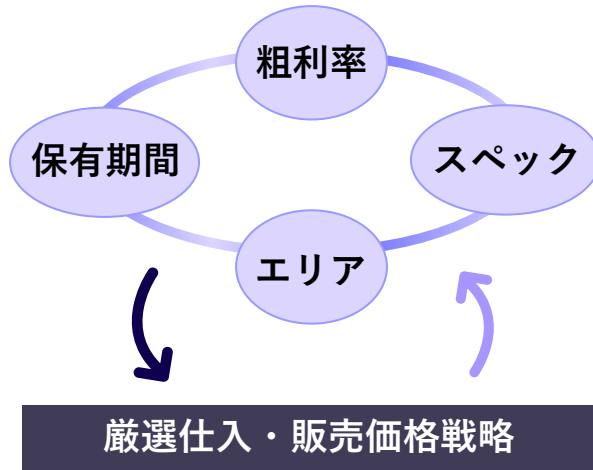 粗利率
保有期間
スペック
エリア
厳選仕入・販売価格戦略